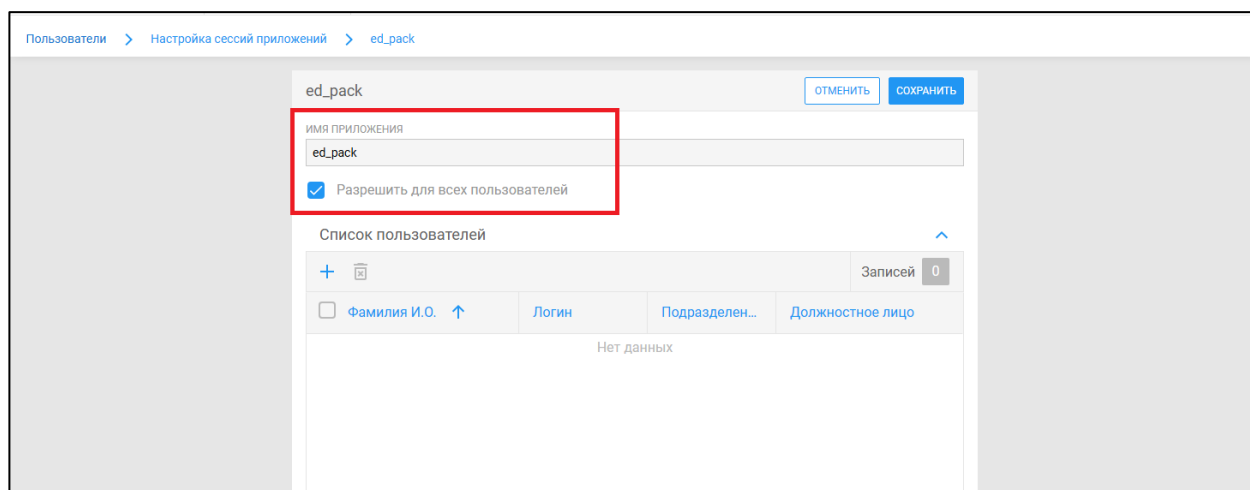 Пользователи > Настройка сессий приложений > ed_pack
ed_pack ОТМЕНИТЬ СОХРАНИТЬ
ИМЯ ПРИЛОЖЕНИЯ
ed_pack
Разрешить для всех пользователей
Список пользователей
Записей 0
Фамилия И.О. Логин Подразделен... Должностное лицо
Нет данных